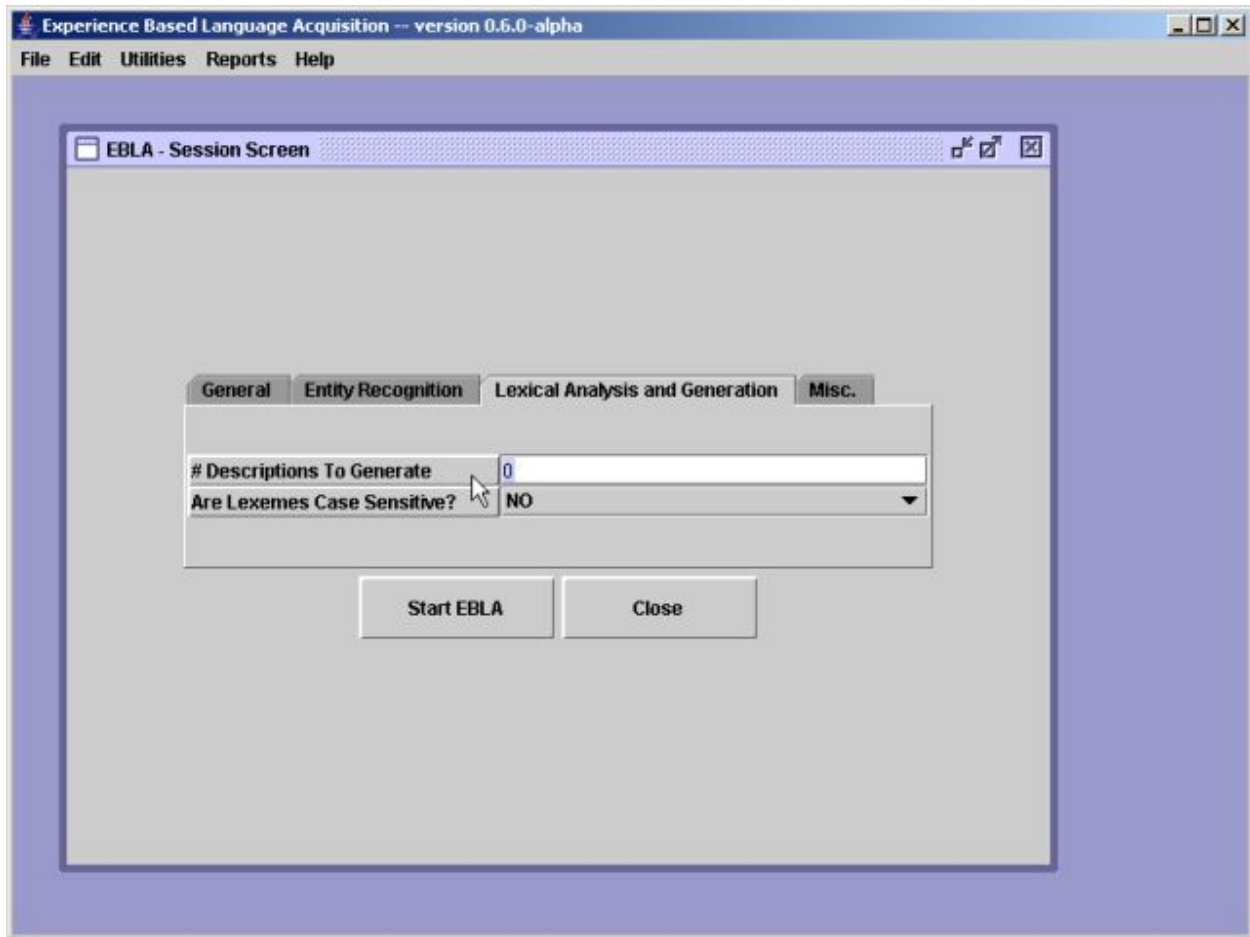 Experience Based Language Acquisition -- version 0.6.0-alpha
File Edit Utilities Reports Help
EBLA - Session Screen
General Entity Recognition Lexical Analysis and Generation Misc.
# Descriptions To Generate 0
Are Lexemes Case Sensitive? NO
Start EBLA Close